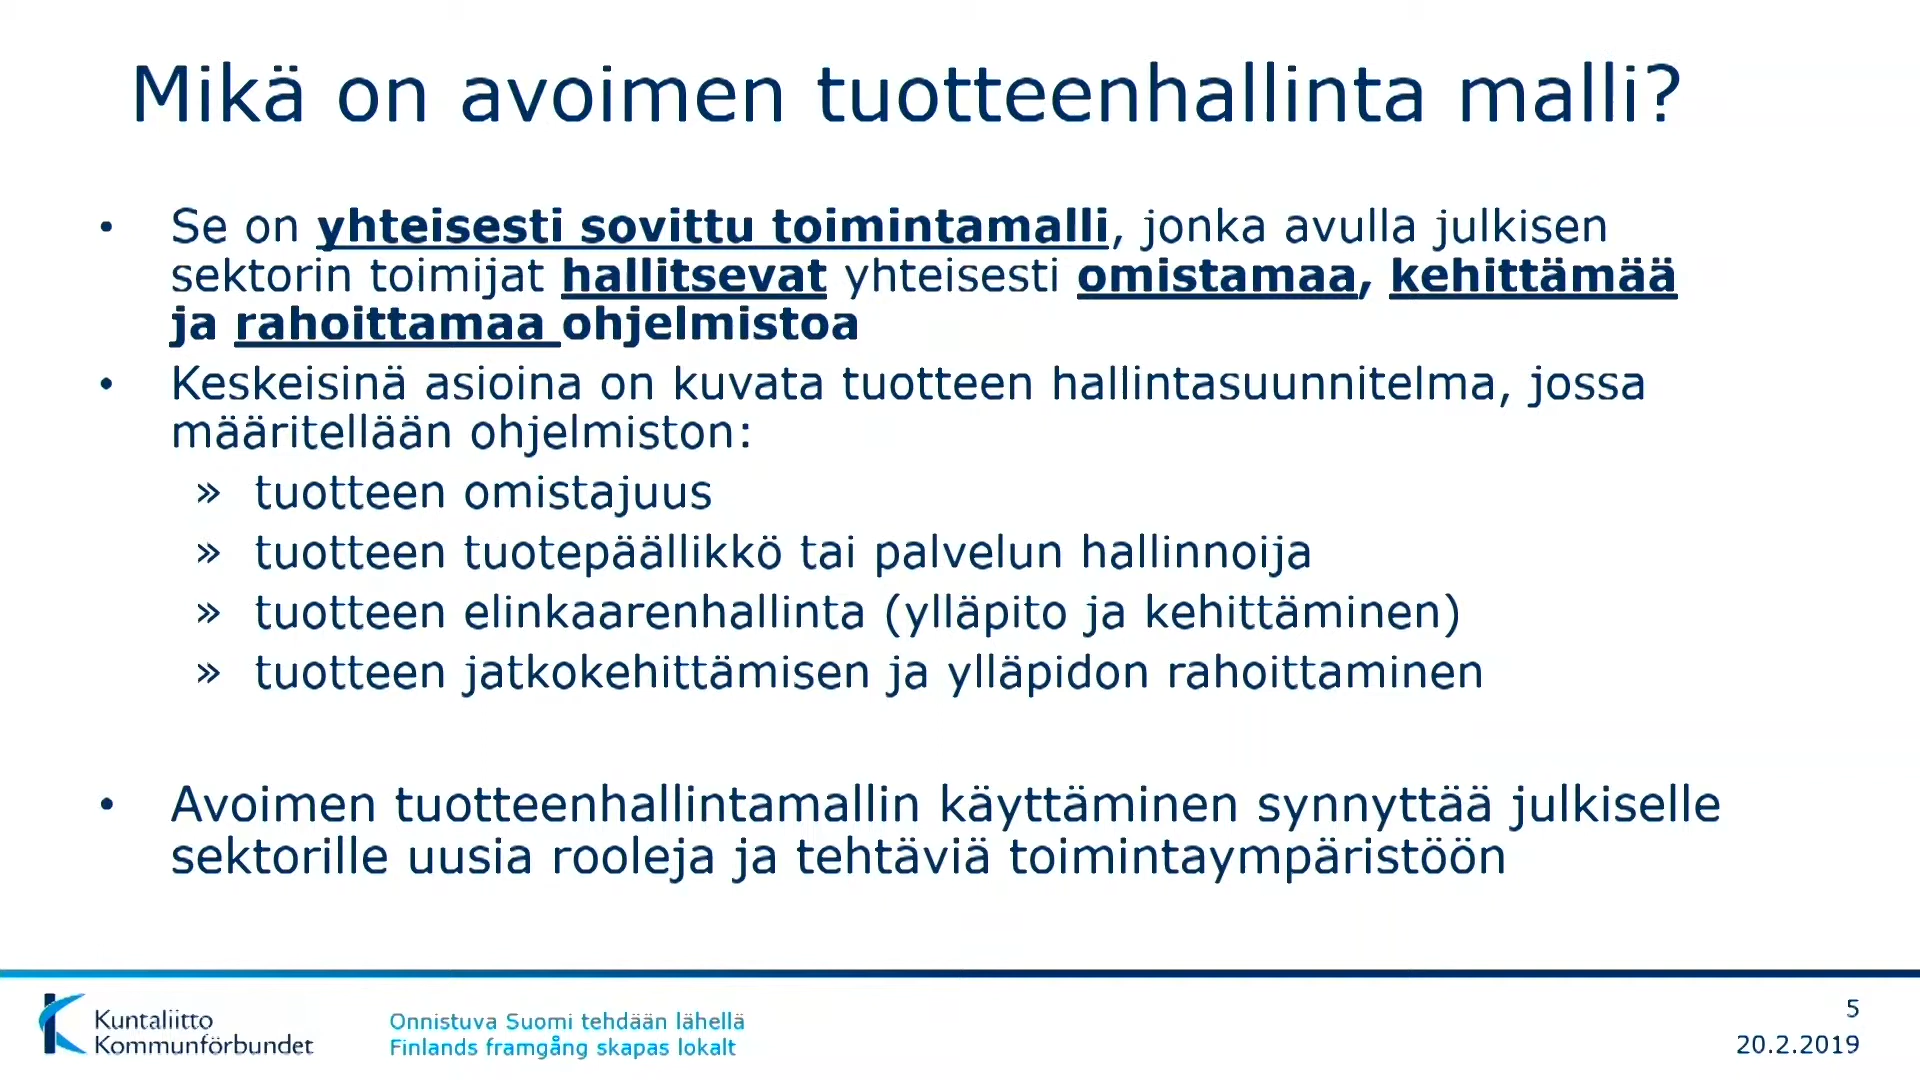 Mikä on avoimen tuotteenhallinta malli?
• Se on yhteisesti sovittu toimintamalli, jonka avulla julkisen
sektorin toimijat hallitsevat yhteisesti omistamaa, kehittämää
ja rahoittamaa ohjelmistoa
• Keskeisinä asioina on kuvata tuotteen hallintasuunnitelma, jossa
määritellään ohjelmiston:
» tuotteen omistajuus
» tuotteen tuotepäällikkö tai palvelun hallinnoija
» tuotteen elinkaarenhallinta (ylläpito ja kehittäminen)
» tuotteen jatkokehittämisen ja ylläpidon rahoittaminen
• Avoimen tuotteenhallintamallin käyttäminen synnyttää julkiselle
sektorille uusia rooleja ja tehtäviä toimintaympäristöön
Kuntaliitto
Kommunförbundet
Onnistuva Suomi tehdään lähellä
Finlands framgång skapas lokalt
5
20.2.2019